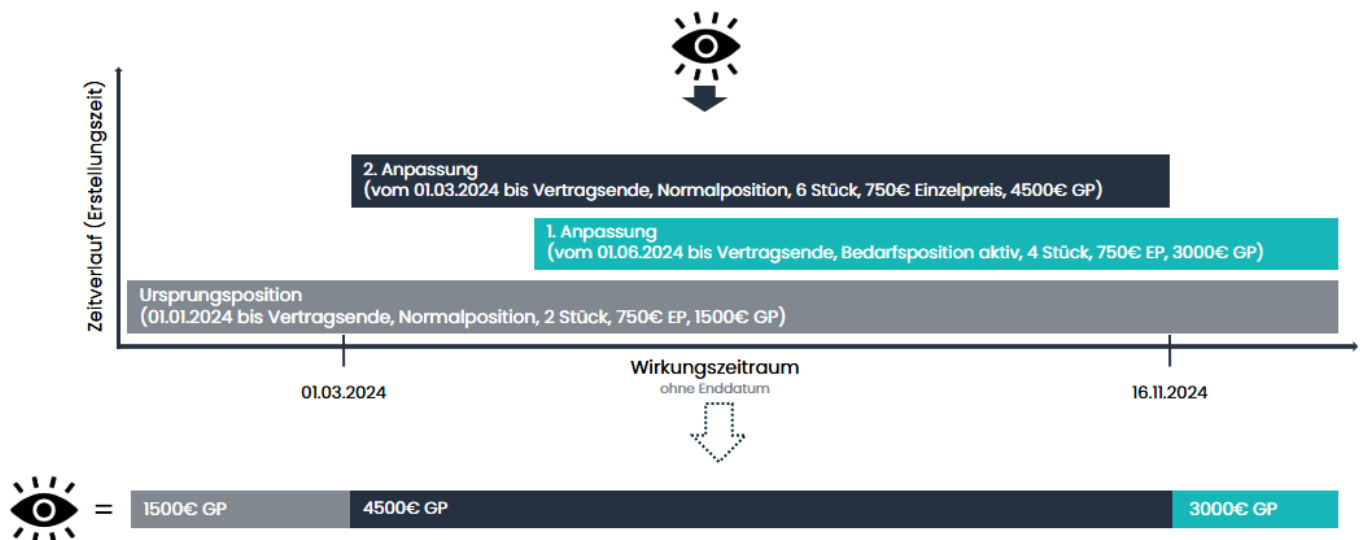 Zeitverlauf (Erstellungszeit)
2. Anpassung
(vom 01.03.2024 bis Vertragsende, Normalposition, 6 Stück, 750€ Einzelpreis, 4500€ GP)
1. Anpassung
(vom 01.06.2024 bis Vertragsende, Bedarfsposition aktiv, 4 Stück, 750€ EP, 3000€ GP)
Ursprungsposition
(01.01.2024 bis Vertragsende, Normalposition, 2 Stück, 750€ EP, 1500€ GP)
Wirkungszeitraum
ohne Enddatum
01.03.2024
16.11.2024
= 1500€ GP 4500€ GP 3000€ GP